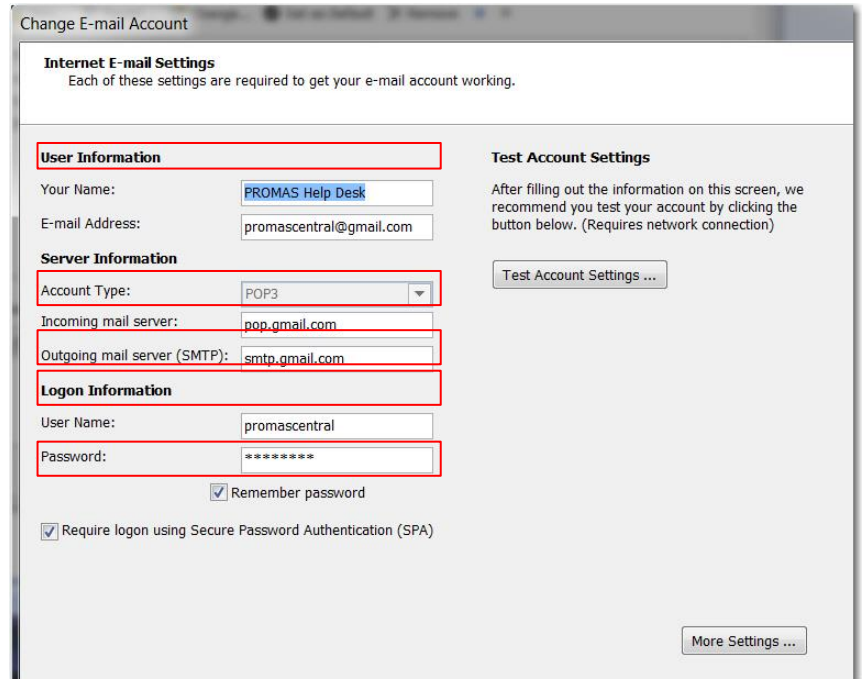 Change E-mail Account
Internet E-mail Settings
Each of these settings are required to get your e-mail account working.
User Information
Your Name: PROMAS Help Desk
E-mail Address: promascentral@gmail.com
Server Information
Account Type: POP3
Incoming mail server: pop.gmail.com
Outgoing mail server (SMTP): smtp.gmail.com
Logon Information
User Name: promascentral
Password: ********
Remember password
Require logon using Secure Password Authentication (SPA)
Test Account Settings
After filling out the information on this screen, we
recommend you test your account by clicking the
button below. (Requires network connection)
Test Account Settings ...
More Settings ...